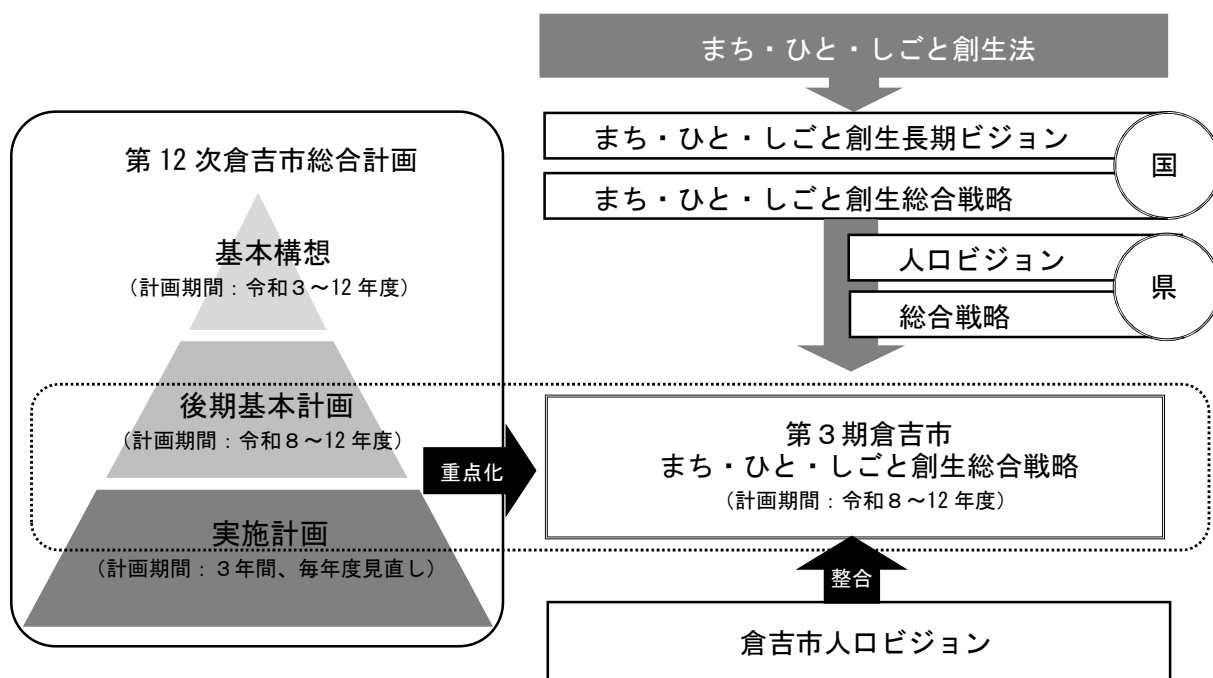 まち・ひと・しごと創生法
まち・ひと・しごと創生長期ビジョン
まち・ひと・しごと創生総合戦略
国
人口ビジョン
総合戦略
県
第12次倉吉市総合計画
基本構想
（計画期間：令和３～12年度）
後期基本計画
（計画期間：令和８～12年度）
実施計画
（計画期間：３年間、毎年度見直し）
重点化
第３期倉吉市
まち・ひと・しごと創生総合戦略
（計画期間：令和８～12年度）
整合
倉吉市人口ビジョン